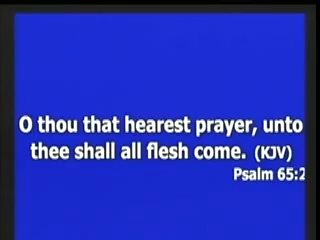 O thou that hearest prayer, unto
thee shall all flesh come. (KJV)
Psalm 65:2